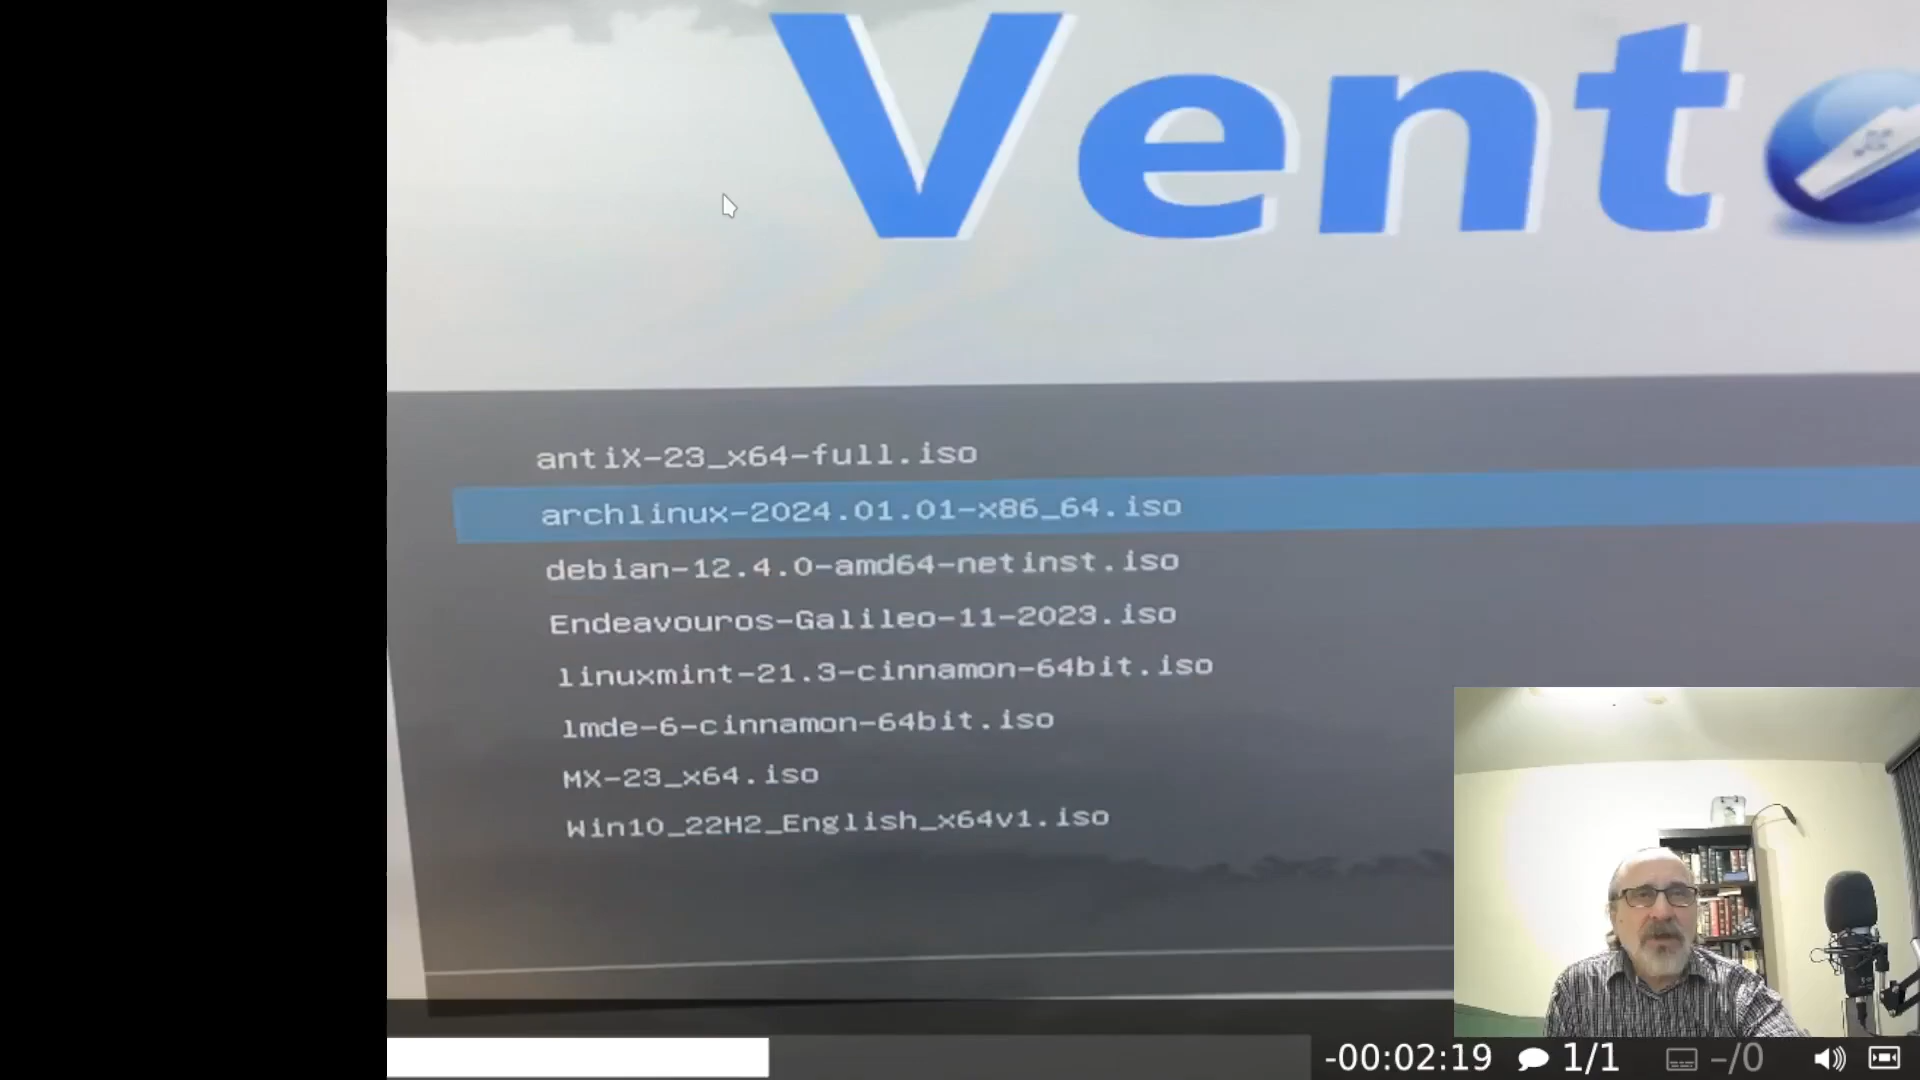 Vent
antiX-23_x64-full.iso
archlinux-2024.01.01-x86_64.iso
debian-12.4.0-amd64-netinst.iso
Endeavouros-Galileo-11-2023.iso
linuxmint-21.3-cinnamon-64bit.iso
lmde-6-cinnamon-64bit.iso
MX-23_x64.iso
Win10_22H2_English_x64v1.iso
-00:02:19 1/1 -/0